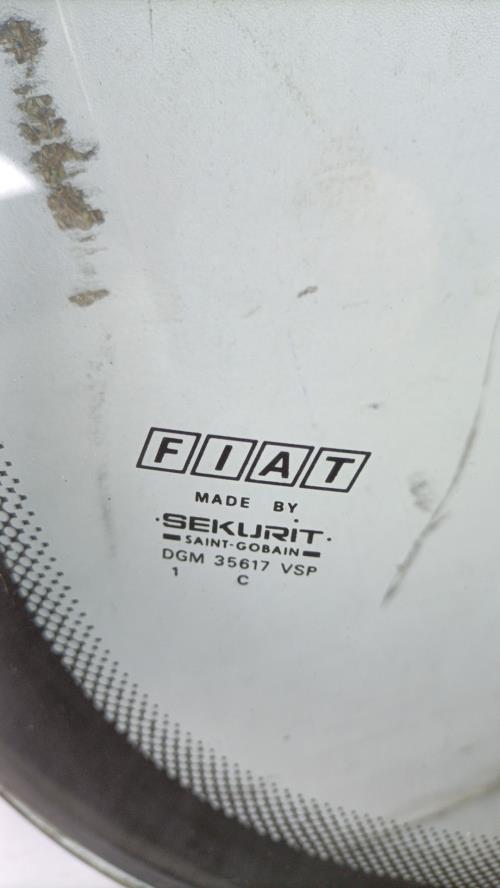 FIAT
MADE BY
·SEKURIT·
SAINT-GOBAIN
DGM 35617 VSP
1 C